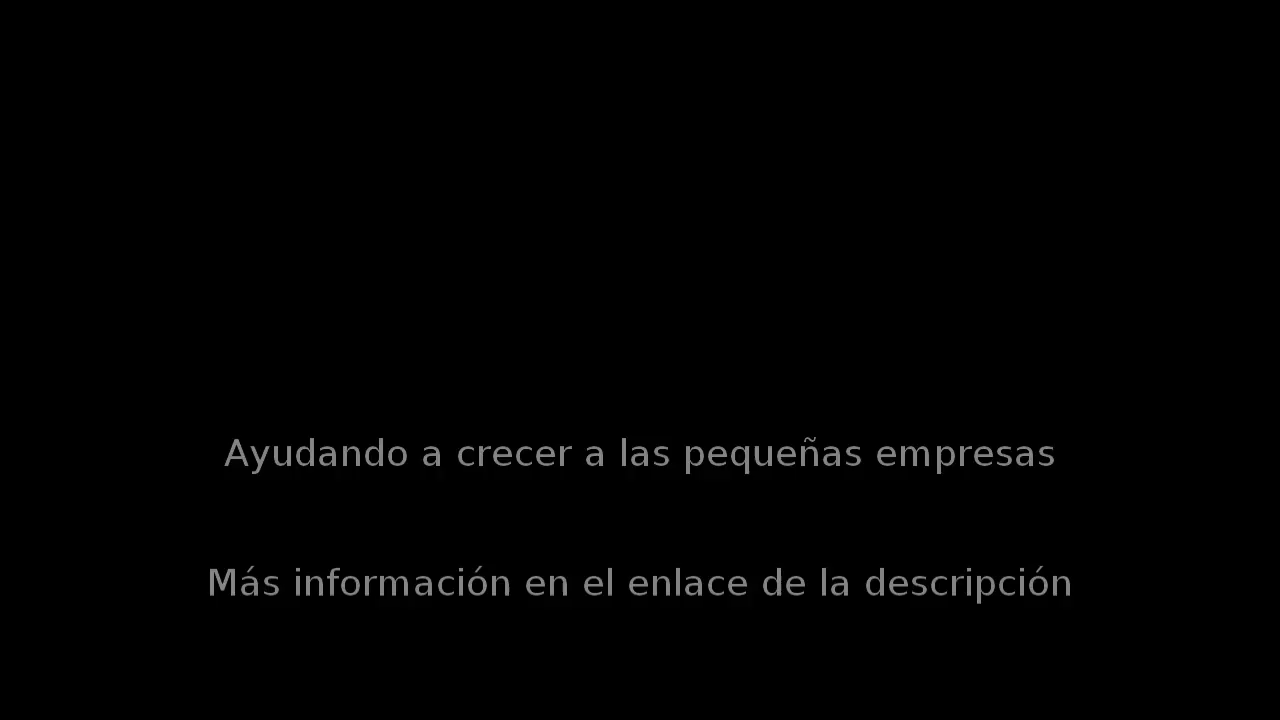 Ayudando a crecer a las pequeñas empresas
Más información en el enlace de la descripción